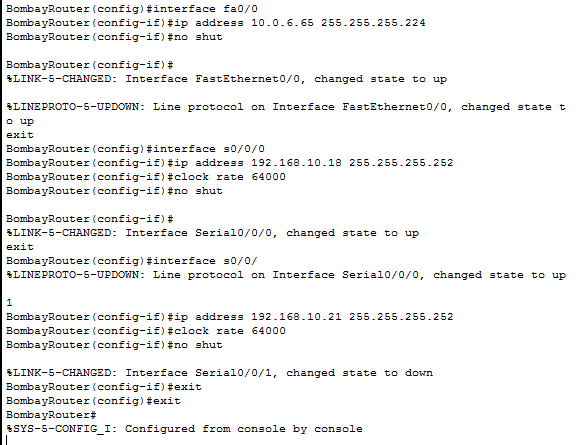 BombayRouter(config)#interface fa0/0
BombayRouter(config-if)#ip address 10.0.6.65 255.255.255.224
BombayRouter(config-if)#no shut
BombayRouter(config-if)#
%LINK-5-CHANGED: Interface FastEthernet0/0, changed state to up
%LINEPROTO-5-UPDOWN: Line protocol on Interface FastEthernet0/0, changed state t
o up
exit
BombayRouter(config)#interface s0/0/0
BombayRouter(config-if)#ip address 192.168.10.18 255.255.255.252
BombayRouter(config-if)#clock rate 64000
BombayRouter(config-if)#no shut
BombayRouter(config-if)#
%LINK-5-CHANGED: Interface Serial0/0/0, changed state to up
exit
BombayRouter(config)#interface s0/0/
%LINEPROTO-5-UPDOWN: Line protocol on Interface Serial0/0/0, changed state to up
1
BombayRouter(config-if)#ip address 192.168.10.21 255.255.255.252
BombayRouter(config-if)#clock rate 64000
BombayRouter(config-if)#no shut
%LINK-5-CHANGED: Interface Serial0/0/1, changed state to down
BombayRouter(config-if)#exit
BombayRouter(config)#exit
BombayRouter#
%SYS-5-CONFIG_I: Configured from console by console